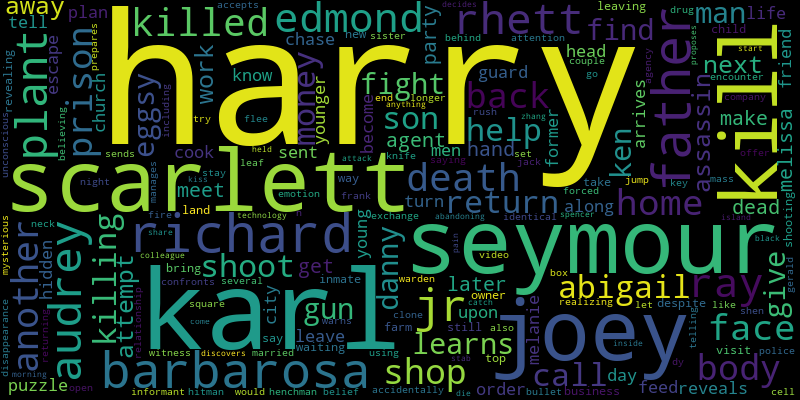 away plan accepts leaving drug
tell edmond new sister behind rhett man life
killed chase party attention find child
escape prison church work know money younger fight head guard couple go next friend
plant harry back father kill
revealing unconscious believing eggsy try flee end longer anything rush zhang son former ken arrives assassin encounter start company make agency prepares proposes
sends cook sent become agent men saying hand set help jack offer melissa
leaf held attack knife
scarlett death take forced home key mass dead
night manages meet kiss stay way frank turn return along jump island shooting
fire land emotion exchange identical spencer
another audrey neck share technology n richard danny young abandoning seymour pain black give
mysterious hidden killing colleague shoot get video box
disappearance returning attempt relationship bring confronts several inmate warden later owner abigail ray gerald
square city gun karl canny clone jr upon realizing let despite like shen
come say warns farm still also joey telling face
witness discovers married leave waiting using learns melanie inside visit police
puzzle morning open barbarosa shop top stab call day dy body
informant hitman would henchman belief accidentally die order bullet business feed reveals decides cell